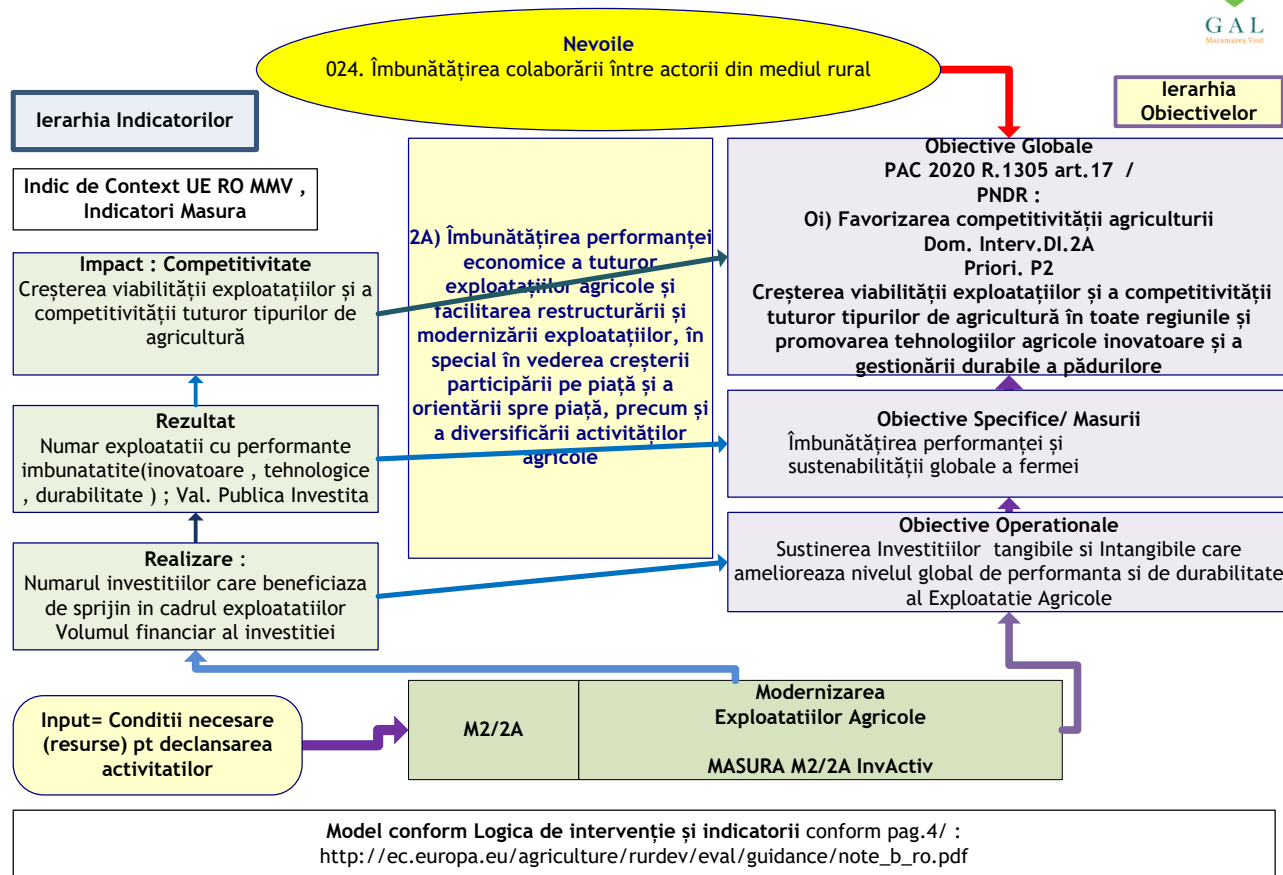 GAL
Maramureș Vest
Nevoile
024. Îmbunătățirea colaborării între actorii din mediul rural
Ierarhia Indicatorilor
Ierarhia
Obiectivelor
Indic de Context UE RO MMV ,
Indicatori Masura
Obiective Globale
PAC 2020 R.1305 art.17 /
PNDR :
Oi) Favorizarea competitivității agriculturii
Dom. Interv.DI.2A
Priori. P2
Creșterea viabilității exploatațiilor și a competitivității
tuturor tipurilor de agricultură în toate regiunile și
promovarea tehnologiilor agricole inovatoare și a
gestionării durabile a pădurilore
2A) Îmbunătățirea performanței
economice a tuturor
exploatațiilor agricole și
facilitarea restructurării și
modernizării exploatațiilor, în
special în vederea creșterii
participării pe piață și a
orientării spre piață, precum și
a diversificării activităților
agricole
Impact : Competitivitate
Creșterea viabilității exploatațiilor și a
competitivității tuturor tipurilor de
agricultură
Rezultat
Numar exploatatii cu performante
imbunatatite(inovatoare , tehnologice
, durabilitate ) ; Val. Publica Investita
Obiective Specifice/ Masurii
Îmbunătățirea performanței și
sustenabilității globale a fermei
Realizare :
Numarul investitiilor care beneficiaza
de sprijin in cadrul exploatatiilor
Volumul financiar al investitiei
Obiective Operationale
Sustinerea Investitiilor tangibile si Intangibile care
amelioreaza nivelul global de performanta si de durabilitate
al Exploatatie Agricole
Input= Conditii necesare
(resurse) pt declansarea
activitatilor
M2/2A
Modernizarea
Exploatatiilor Agricole
MASURA M2/2A InvActiv
Model conform Logica de intervenție și indicatorii conform pag.4/ :
http://ec.europa.eu/agriculture/rurdev/eval/guidance/note_b_ro.pdf